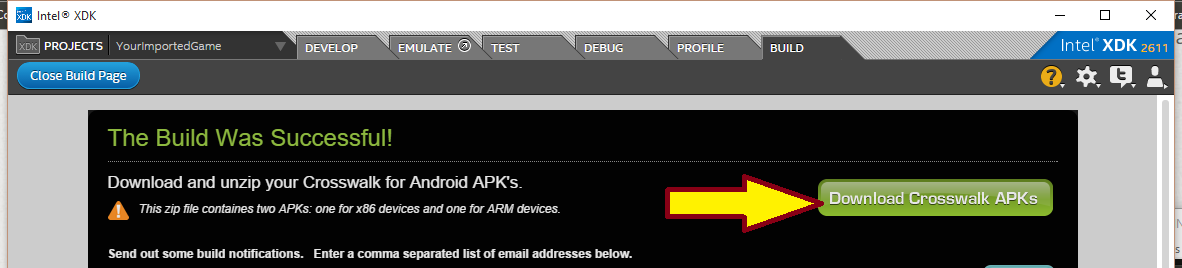 XDK Intel® XDK
XDK PROJECTS YourImportedGame DEVELOP EMULATE TEST DEBUG PROFILE BUILD Intel® XDK 2611
Close Build Page ?
The Build Was Successful!
Download and unzip your Crosswalk for Android APK's.
Download Crosswalk APKs
This zip file containes two APKs: one for x86 devices and one for ARM devices.
Send out some build notifications. Enter a comma separated list of email addresses below.